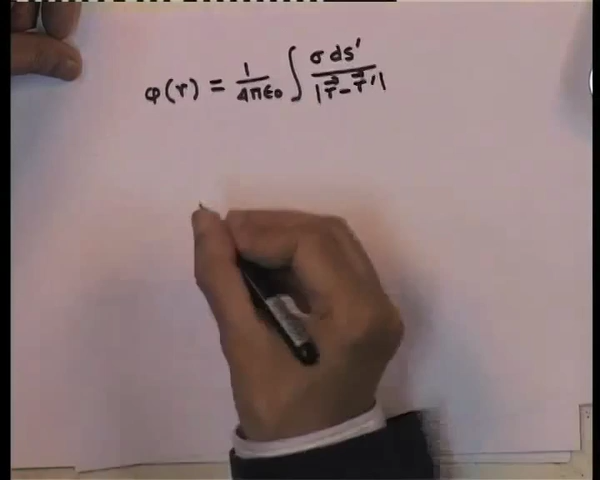 φ(r) = 1/4πε₀ ∫ σ ds'/|r⃗ - r⃗'|